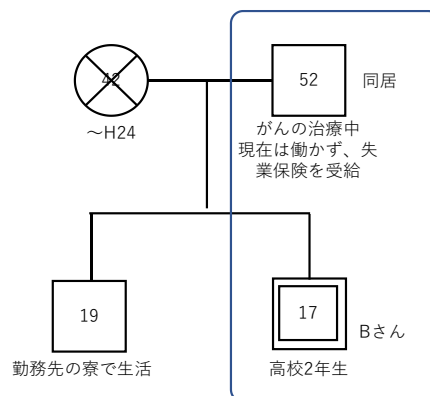 42
52
同居
～H24
がんの治療中
現在は働かず、失
業保険を受給
19
17
Bさん
勤務先の寮で生活
高校2年生